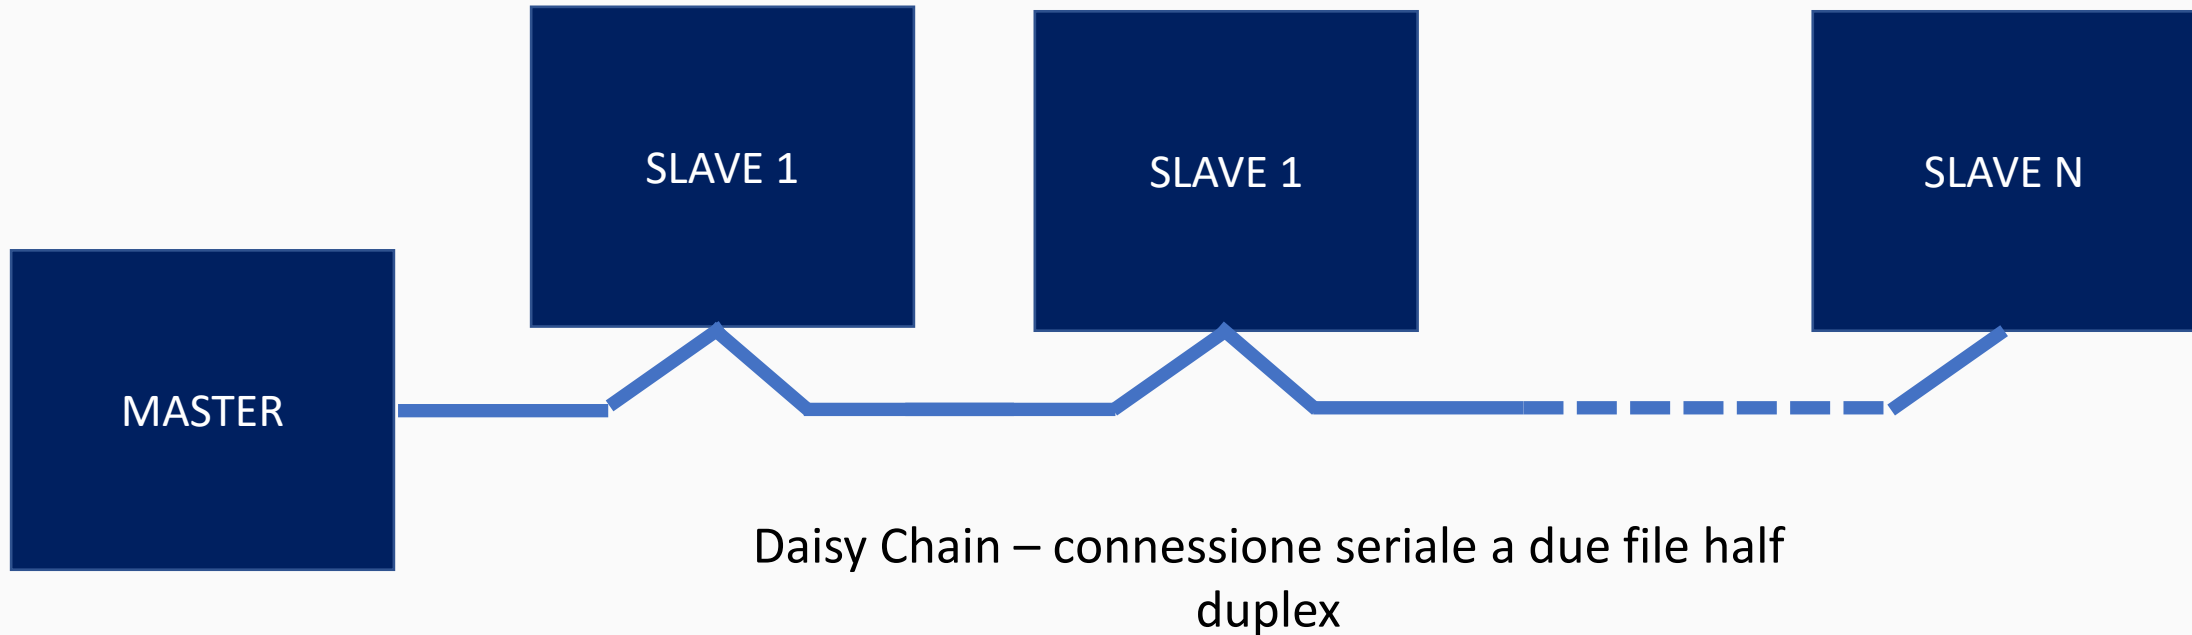 SLAVE 1
SLAVE 1
SLAVE N
MASTER
Daisy Chain – connessione seriale a due file half
duplex